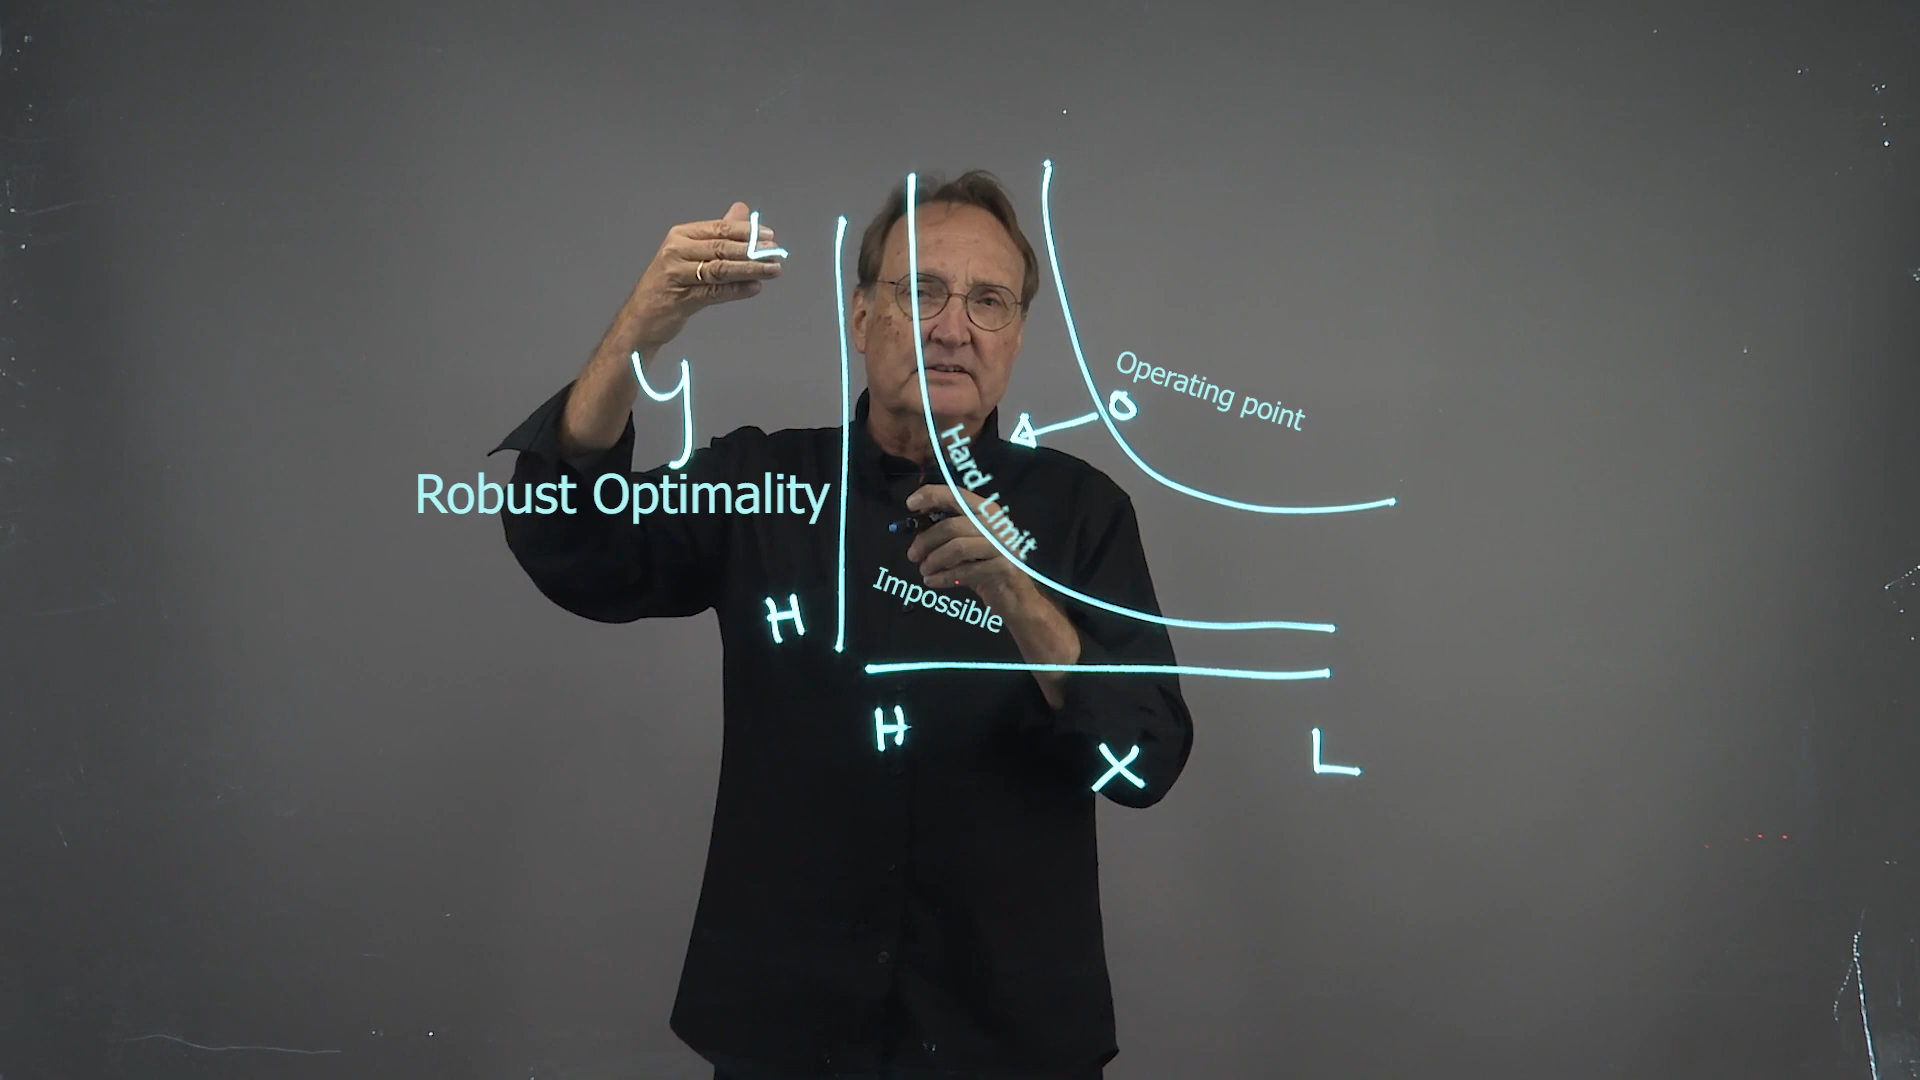 L
Operating point
O
y
Hard Limit
Robust Optimality
Impossible
H
H
X
L